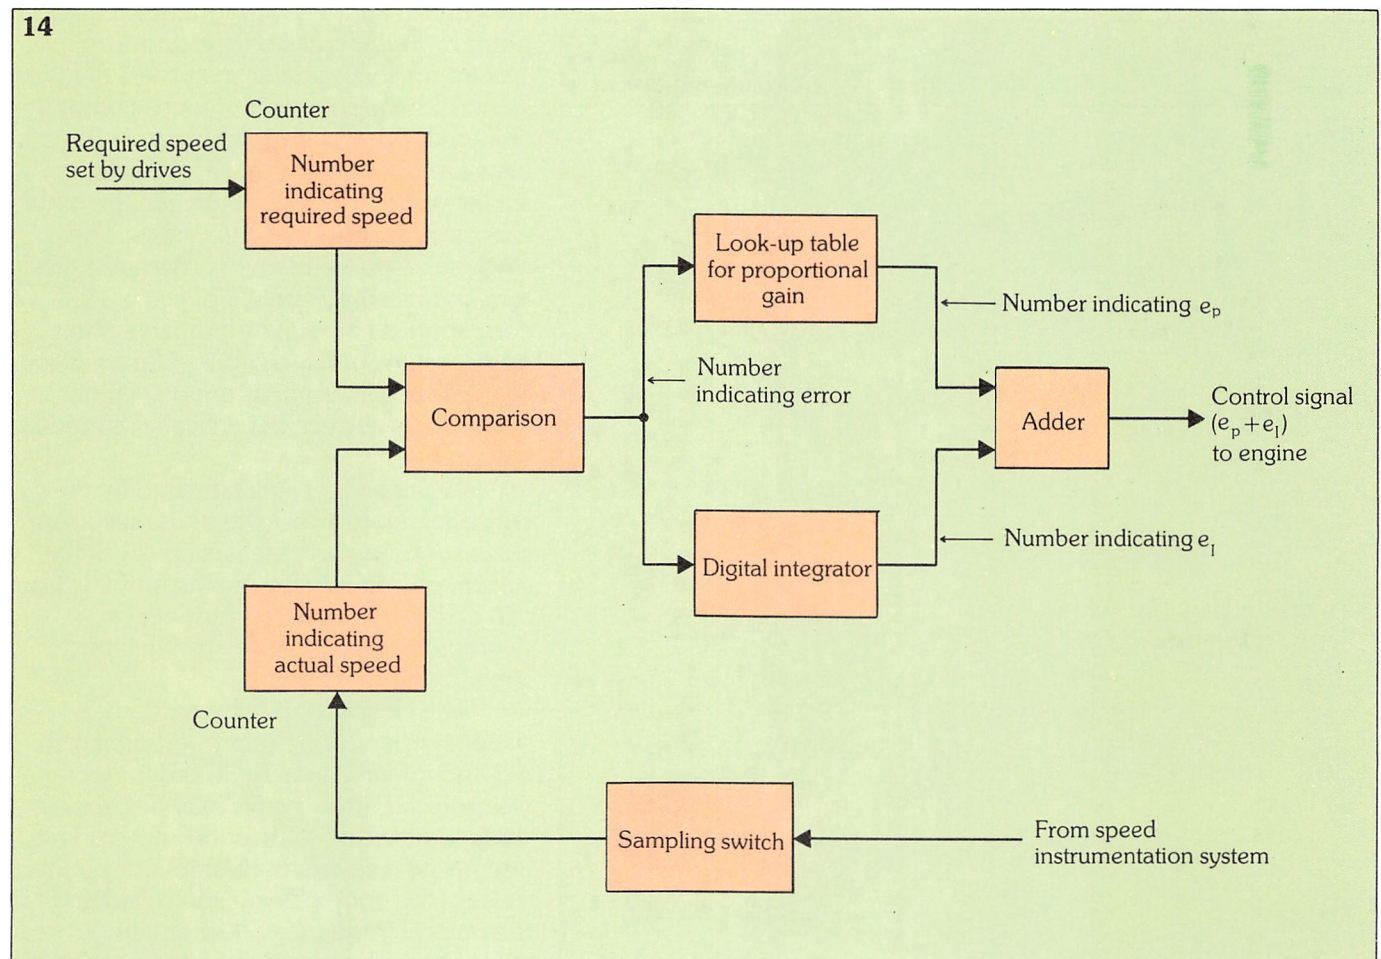 14
Counter
Required speed
set by drives
Number
indicating
required speed
Look-up table
for proportional
gain
Number indicating eₚ
Number
indicating error
Comparison
Adder
Control signal
(eₚ+e_I)
to engine
Digital integrator
Number indicating e_I
Number
indicating
actual speed
Counter
Sampling switch
From speed
instrumentation system